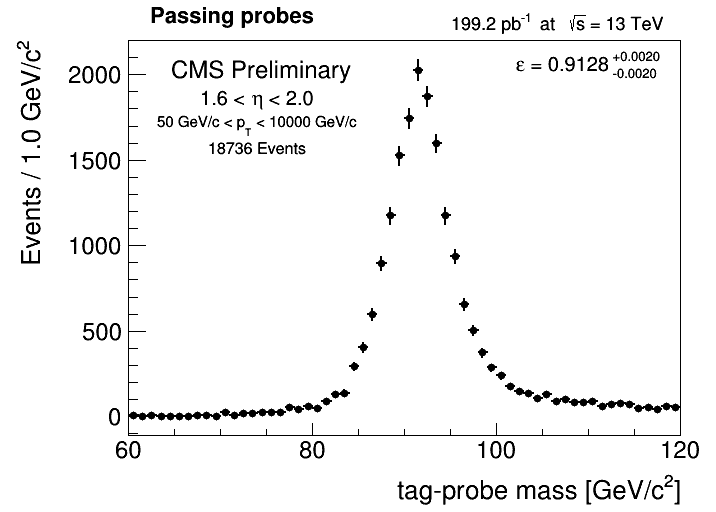 Passing probes
199.2 pb⁻¹ at √s = 13 TeV
CMS Preliminary
ε = 0.9128 +0.0020 -0.0020
1.6 < η < 2.0
50 GeV/c < p_T < 10000 GeV/c
18736 Events
Events / 1.0 GeV/c²
2000
1500
1000
500
0
60 80 100 120
tag-probe mass [GeV/c²]